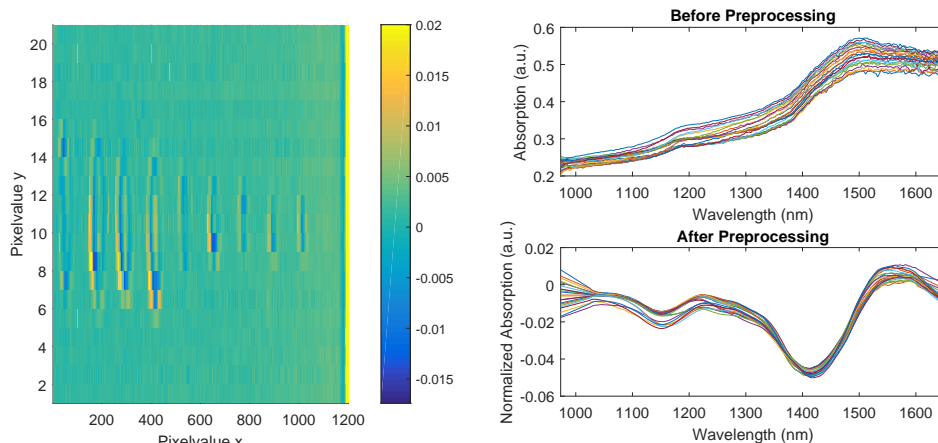 20
18
16
14
12
10
8
6
4
2
Pixelvalue y
200 400 600 800 1000 1200
Pixelvalue x
0.02
0.015
0.01
0.005
0
-0.005
-0.01
-0.015
Before Preprocessing
0.6
0.5
0.4
0.3
0.2
Absorption (a.u.)
1000 1100 1200 1300 1400 1500 1600
Wavelength (nm)
After Preprocessing
0.02
0
-0.02
-0.04
-0.06
Normalized Absorption (a.u.)
1000 1100 1200 1300 1400 1500 1600
Wavelength (nm)